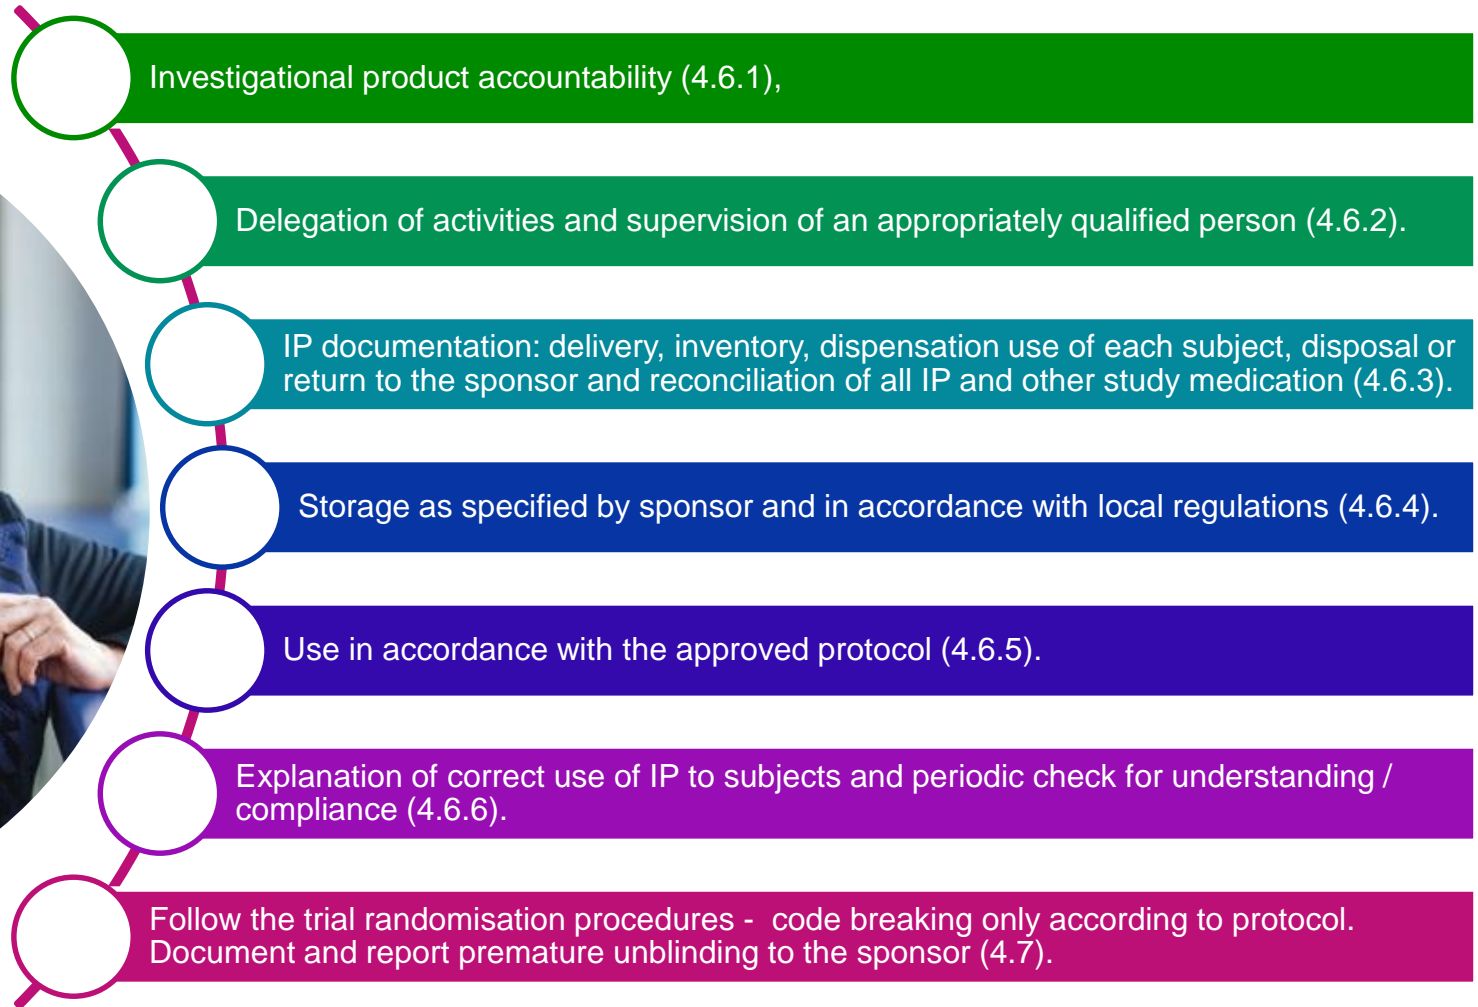 Investigational product accountability (4.6.1),
Delegation of activities and supervision of an appropriately qualified person (4.6.2).
IP documentation: delivery, inventory, dispensation use of each subject, disposal or
return to the sponsor and reconciliation of all IP and other study medication (4.6.3).
Storage as specified by sponsor and in accordance with local regulations (4.6.4).
Use in accordance with the approved protocol (4.6.5).
Explanation of correct use of IP to subjects and periodic check for understanding /
compliance (4.6.6).
Follow the trial randomisation procedures -  code breaking only according to protocol.
Document and report premature unblinding to the sponsor (4.7).